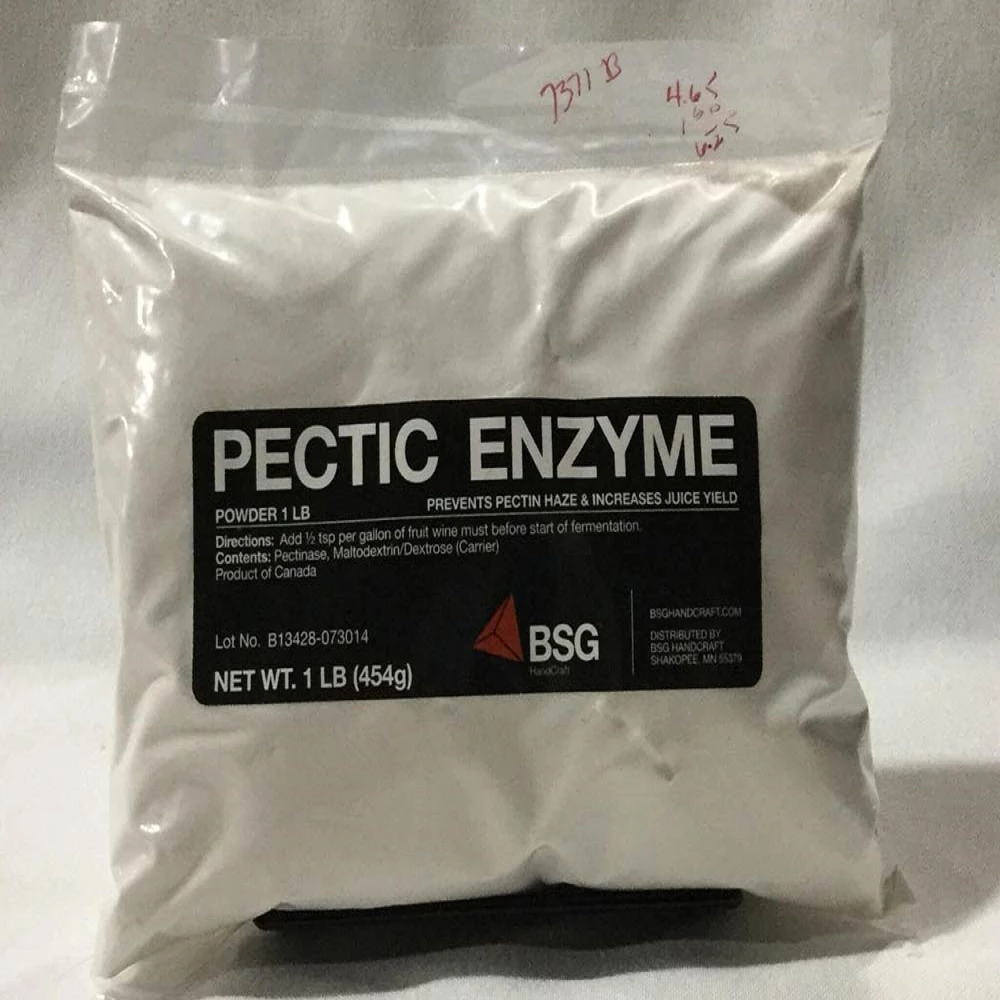 7371 B
4.65
160
6.25
PECTIC ENZYME
POWDER 1 LB PREVENTS PECTIN HAZE & INCREASES JUICE YIELD
Directions: Add ½ tsp per gallon of fruit wine must before start of fermentation.
Contents: Pectinase, Maltodextrin/Dextrose (Carrier)
Product of Canada
Lot No. B13428-073014
NET WT. 1 LB (454g)
BSG
HandCraft
BSGHANDCRAFT.COM
DISTRIBUTED BY
BSG HANDCRAFT
SHAKOPEE, MN 55379